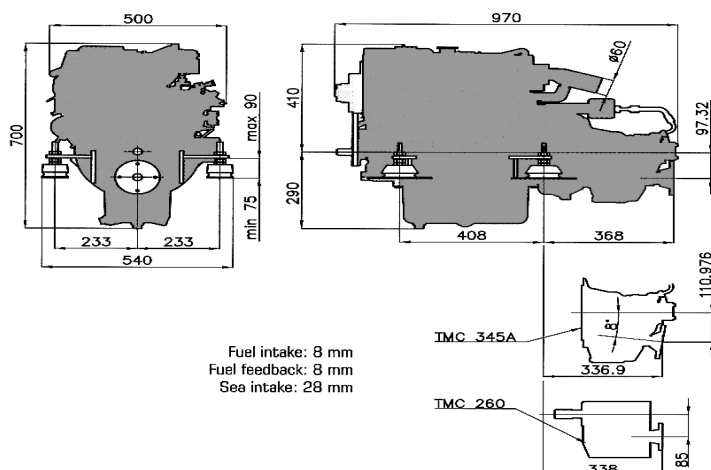 500
970
ø60
410
97.32
700
max 90
min 75
290
233
233
540
408
368
110.976
TMC 345A
8°
336.9
Fuel intake: 8 mm
Fuel feedback: 8 mm
Sea intake: 28 mm
TMC 260
85
338